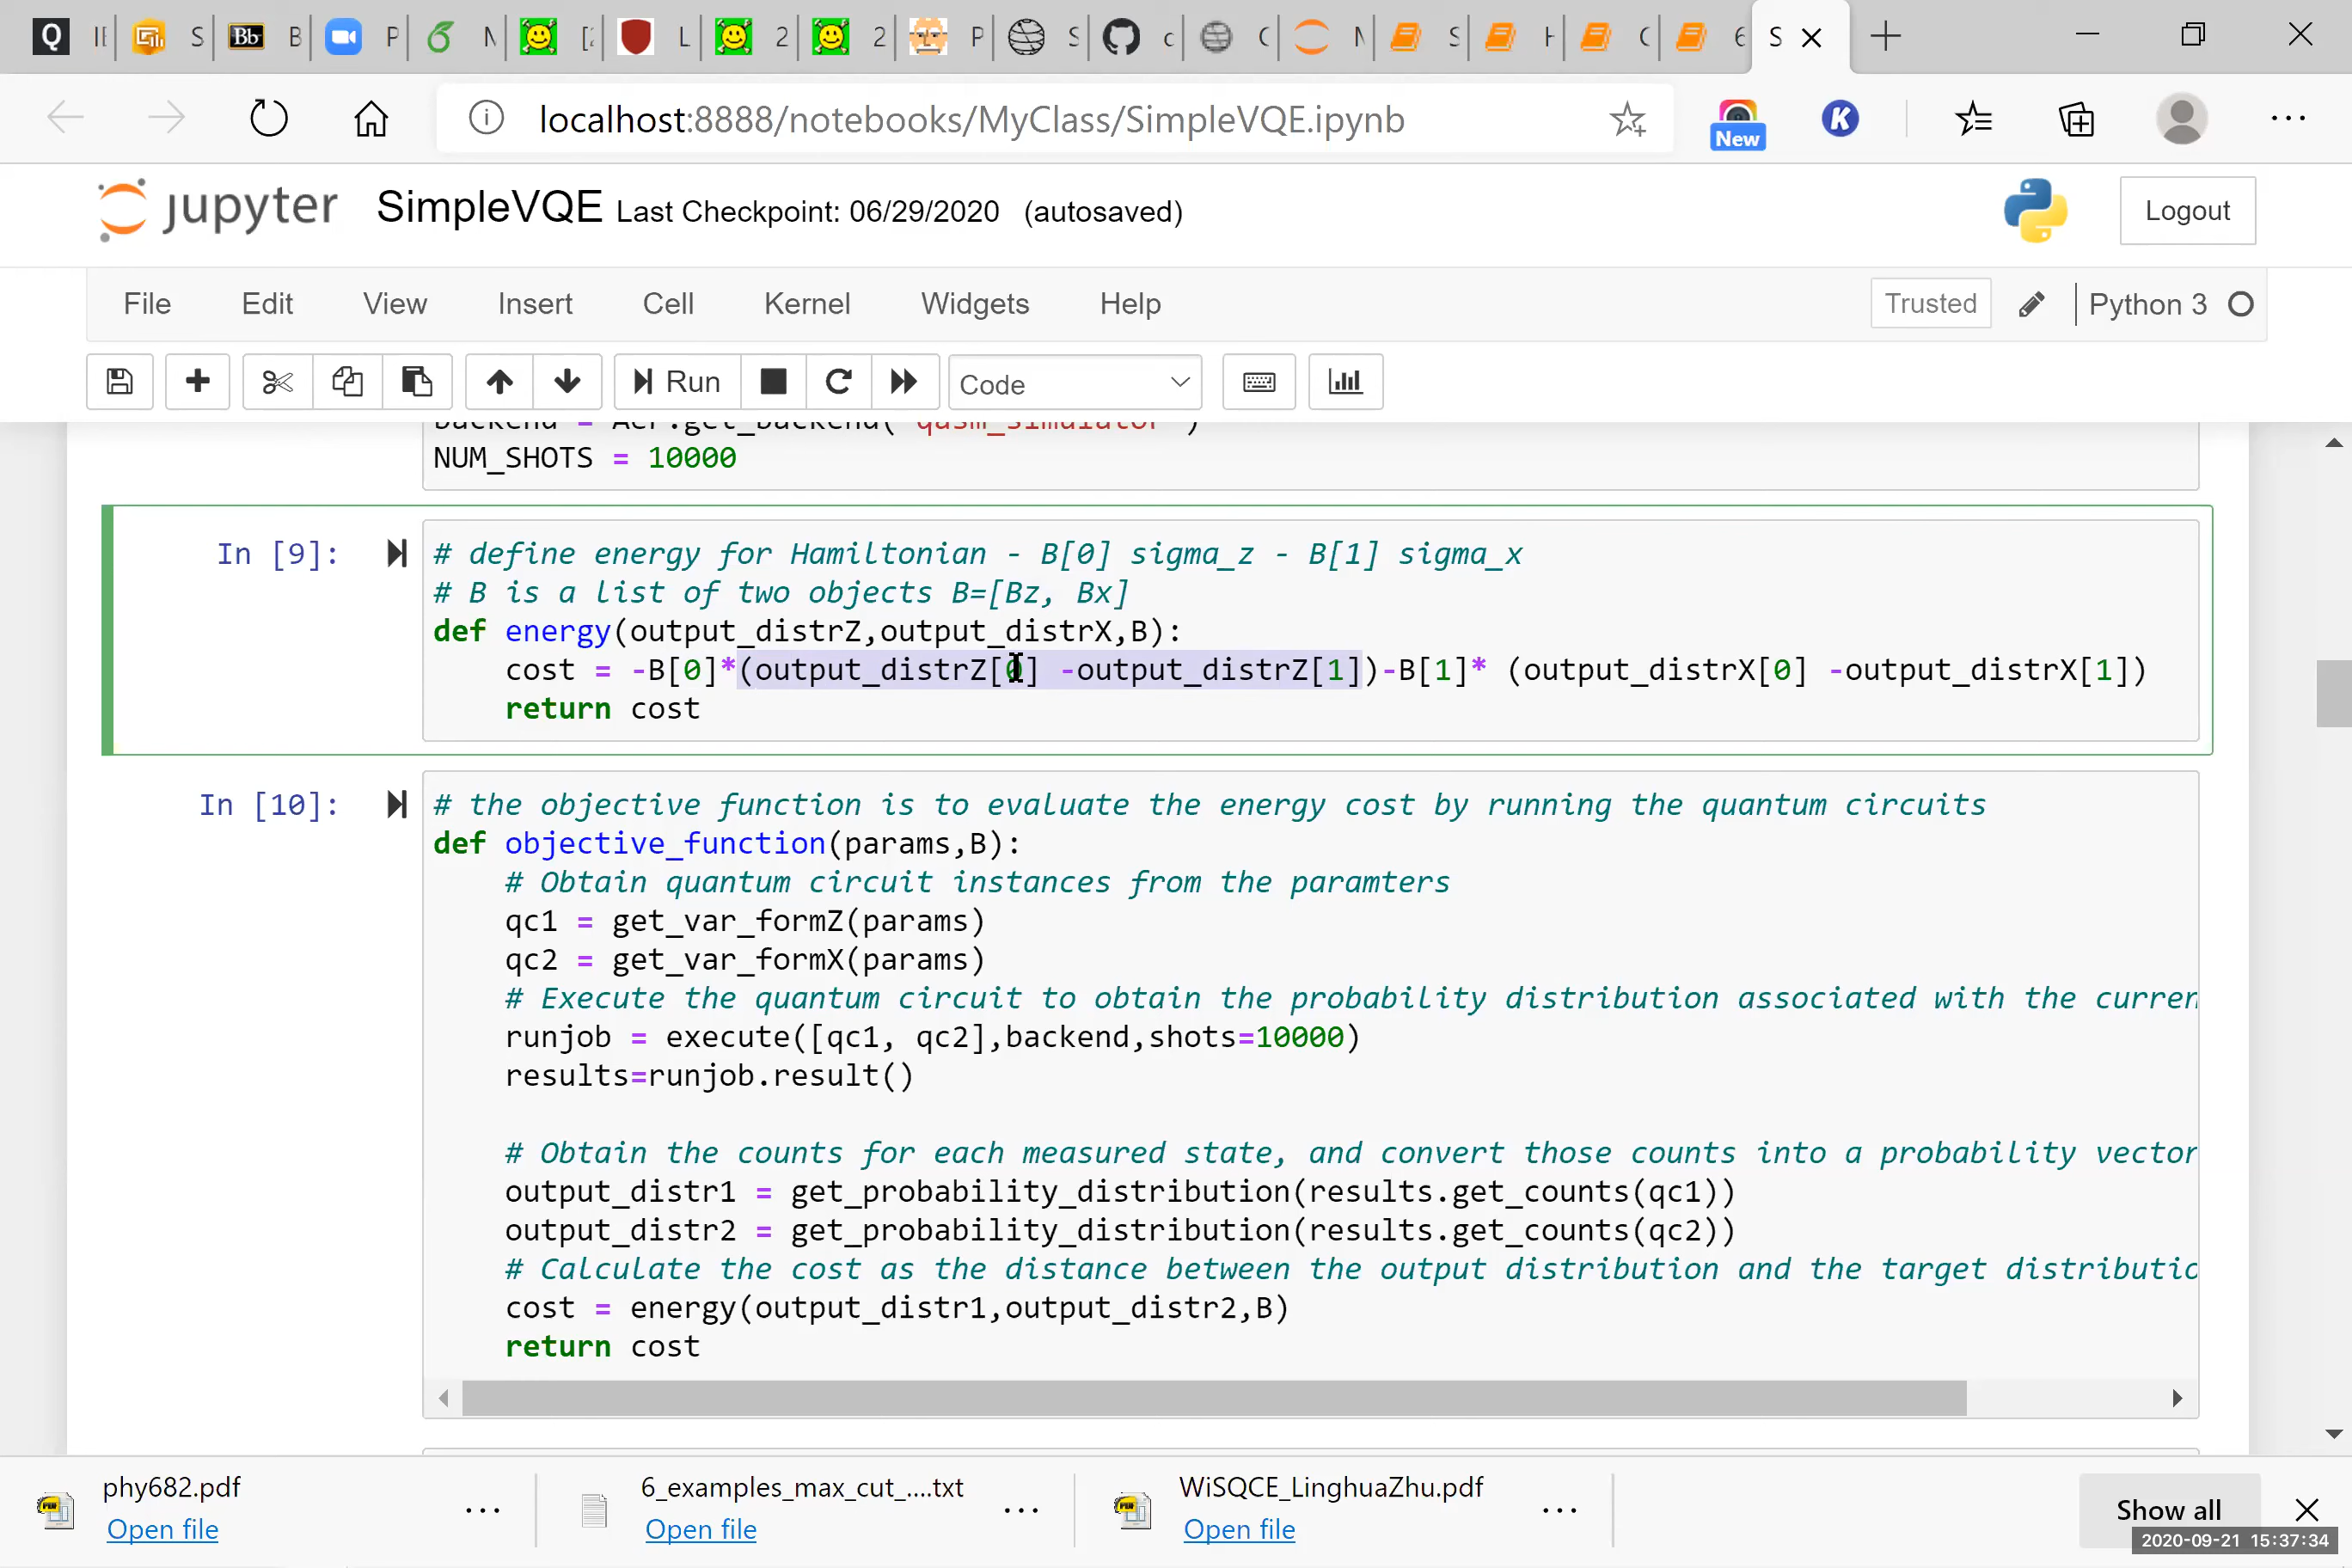 localhost:8888/notebooks/MyClass/SimpleVQE.ipynb
New
jupyter SimpleVQE Last Checkpoint: 06/29/2020 (autosaved)
Logout
File Edit View Insert Cell Kernel Widgets Help
Trusted Python 3
Run Code
backend = Aer.get_backend( qasm_simulator )
NUM_SHOTS = 10000
In [9]:
# define energy for Hamiltonian - B[0] sigma_z - B[1] sigma_x
# B is a list of two objects B=[Bz, Bx]
def energy(output_distrZ,output_distrX,B):
cost = -B[0]*(output_distrZ[0] -output_distrZ[1])-B[1]* (output_distrX[0] -output_distrX[1])
return cost
In [10]:
# the objective function is to evaluate the energy cost by running the quantum circuits
def objective_function(params,B):
# Obtain quantum circuit instances from the paramters
qc1 = get_var_formZ(params)
qc2 = get_var_formX(params)
# Execute the quantum circuit to obtain the probability distribution associated with the curren
runjob = execute([qc1, qc2],backend,shots=10000)
results=runjob.result()
# Obtain the counts for each measured state, and convert those counts into a probability vector
output_distr1 = get_probability_distribution(results.get_counts(qc1))
output_distr2 = get_probability_distribution(results.get_counts(qc2))
# Calculate the cost as the distance between the output distribution and the target distributio
cost = energy(output_distr1,output_distr2,B)
return cost
phy682.pdf
Open file
6_examples_max_cut_....txt
Open file
WiSQCE_LinghuaZhu.pdf
Open file
Show all
2020-09-21 15:37:34